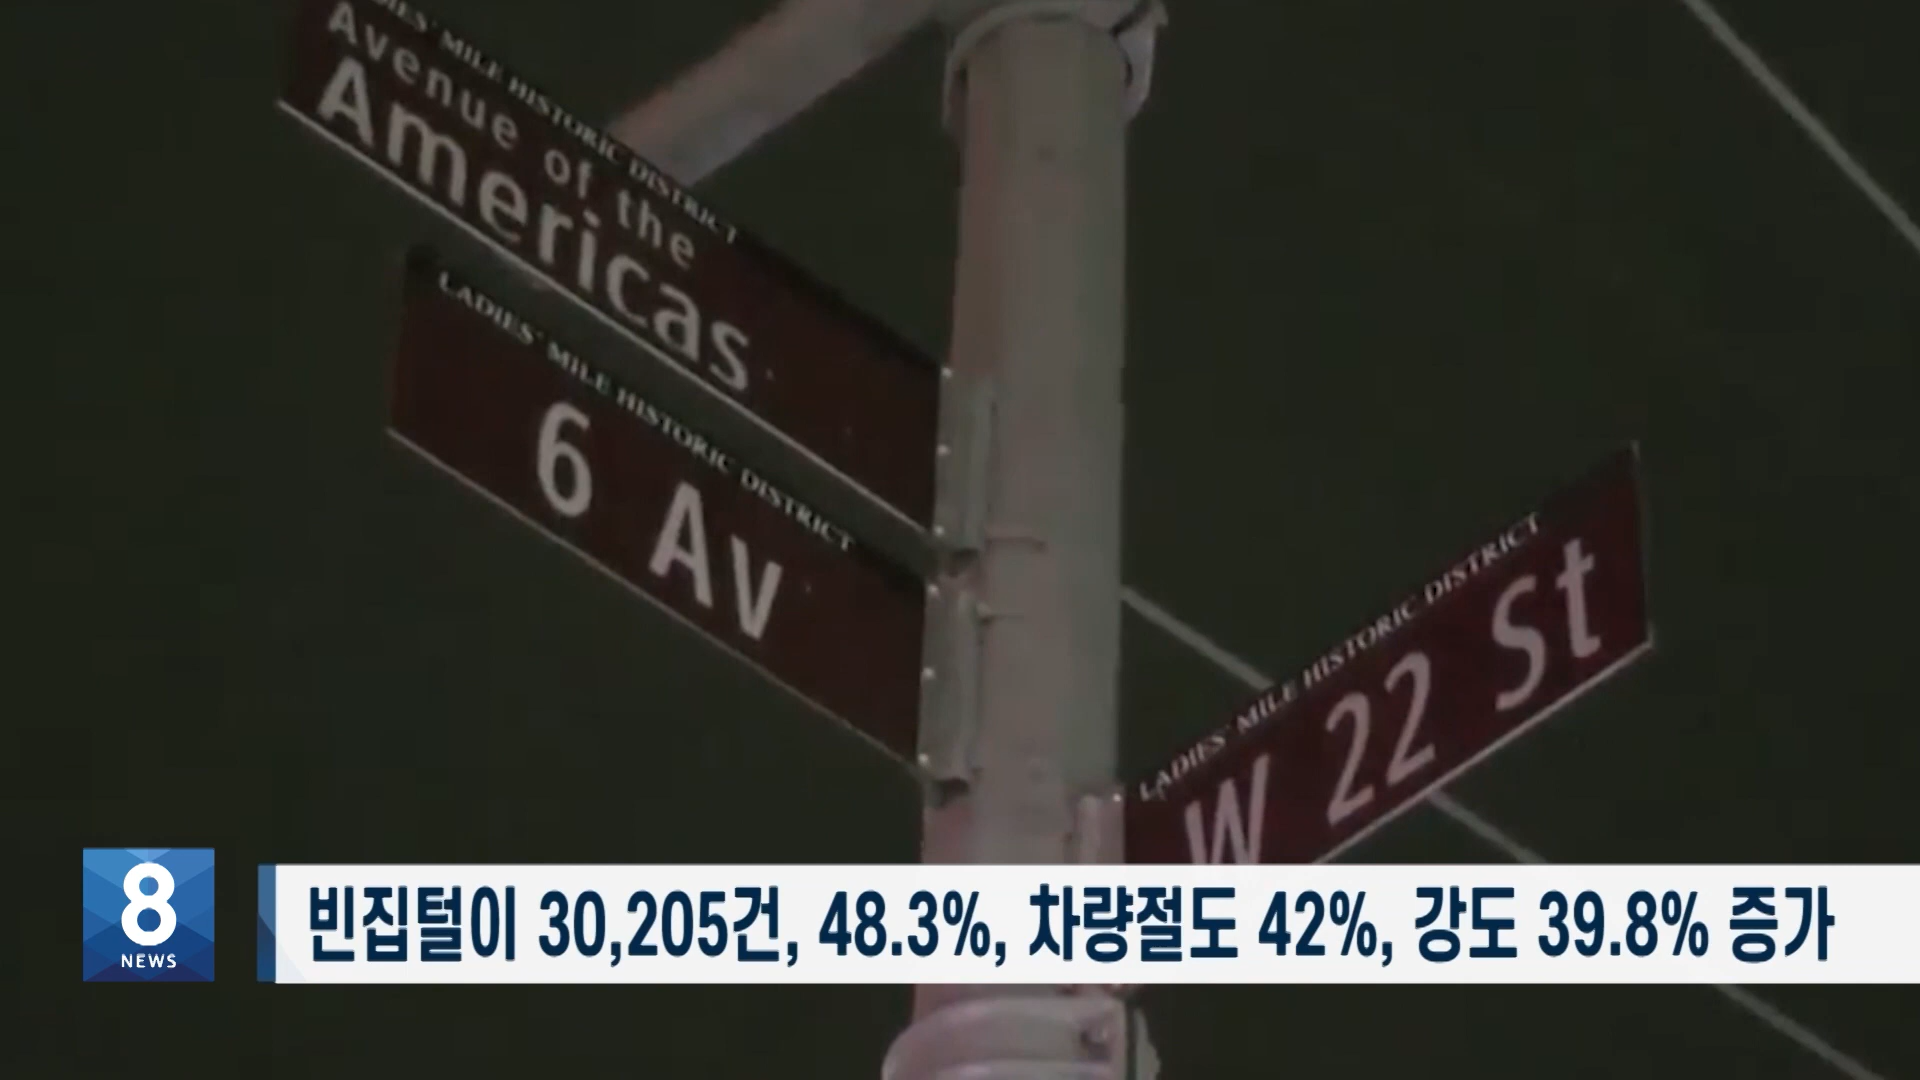 LADIES' MILE HISTORIC DISTRICT
Avenue of the
Americas
LADIES' MILE HISTORIC DISTRICT
6 Av
LADIES' MILE HISTORIC DISTRICT
W 22 St
8
NEWS
빈집털이 30,205건, 48.3%, 차량절도 42%, 강도 39.8% 증가